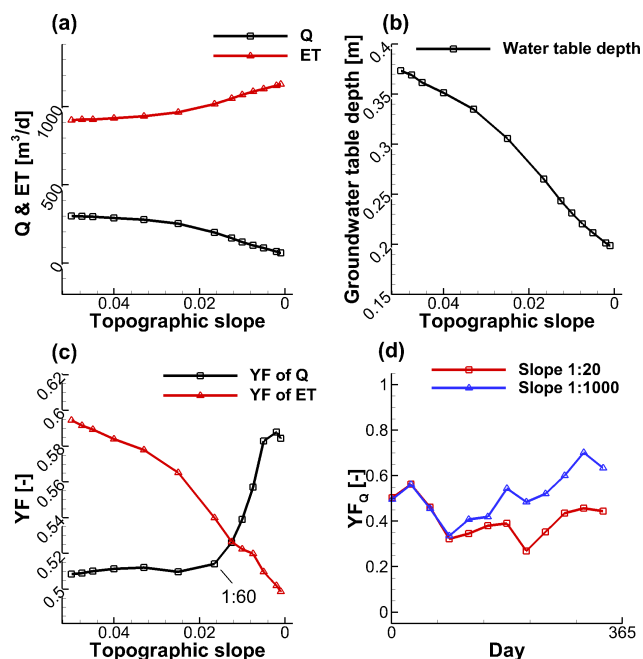 (a)
Q
ET
Q & ET [m³/d]
1000
500
0
0.04
0.02
0
Topographic slope
(b)
Water table depth
Groundwater table depth [m]
0.4
0.35
0.3
0.25
0.2
0.15
0.04
0.02
0
Topographic slope
(c)
YF of Q
YF of ET
YF [-]
0.62
0.6
0.58
0.56
0.54
0.52
0.5
1:60
0.04
0.02
0
Topographic slope
(d)
Slope 1:20
Slope 1:1000
YF_Q [-]
1
0.8
0.6
0.4
0.2
0
0
365
Day